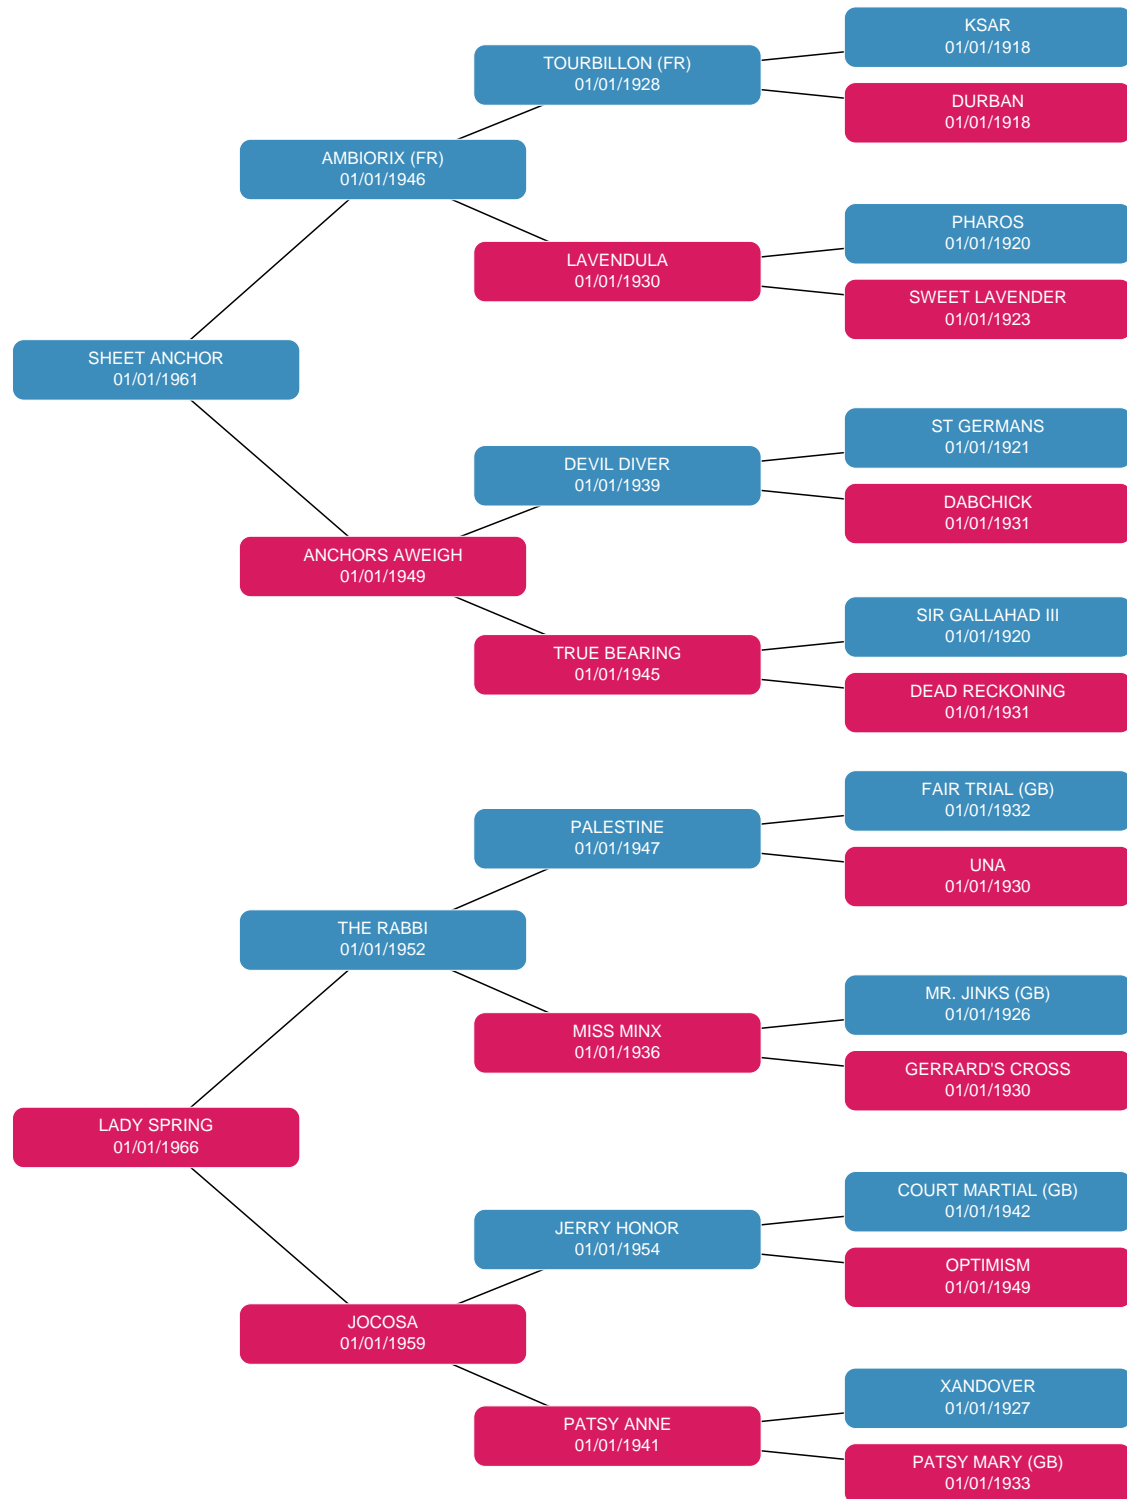 KSAR
01/01/1918
TOURBILLON (FR)
01/01/1928
DURBAN
01/01/1918
AMBIORIX (FR)
01/01/1946
PHAROS
01/01/1920
LAVENDULA
01/01/1930
SWEET LAVENDER
01/01/1923
SHEET ANCHOR
01/01/1961
ST GERMANS
01/01/1921
DEVIL DIVER
01/01/1939
DABCHICK
01/01/1931
ANCHORS AWEIGH
01/01/1949
SIR GALLAHAD III
01/01/1920
TRUE BEARING
01/01/1945
DEAD RECKONING
01/01/1931
FAIR TRIAL (GB)
01/01/1932
PALESTINE
01/01/1947
UNA
01/01/1930
THE RABBI
01/01/1952
MR. JINKS (GB)
01/01/1926
MISS MINX
01/01/1936
GERRARD'S CROSS
01/01/1930
LADY SPRING
01/01/1966
COURT MARTIAL (GB)
01/01/1942
JERRY HONOR
01/01/1954
OPTIMISM
01/01/1949
JOCOSA
01/01/1959
XANDOVER
01/01/1927
PATSY ANNE
01/01/1941
PATSY MARY (GB)
01/01/1933